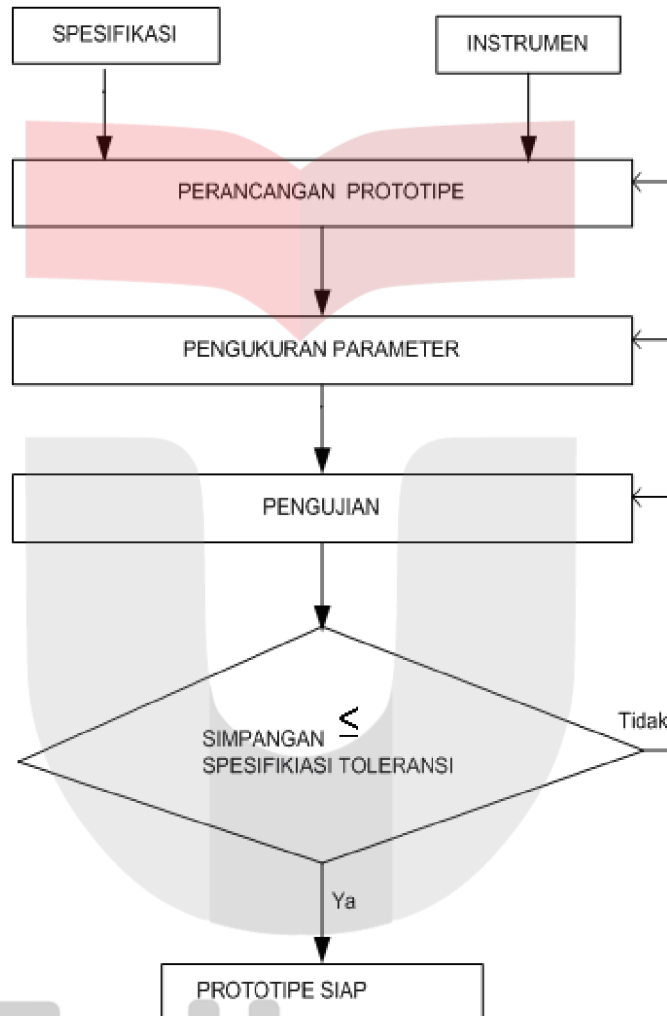 SPESIFIKASI
INSTRUMEN
PERANCANGAN PROTOTIPE
PENGUKURAN PARAMETER
PENGUJIAN
SIMPANGAN ≤
SPESIFIKIASI TOLERANSI
Tidak
Ya
PROTOTIPE SIAP